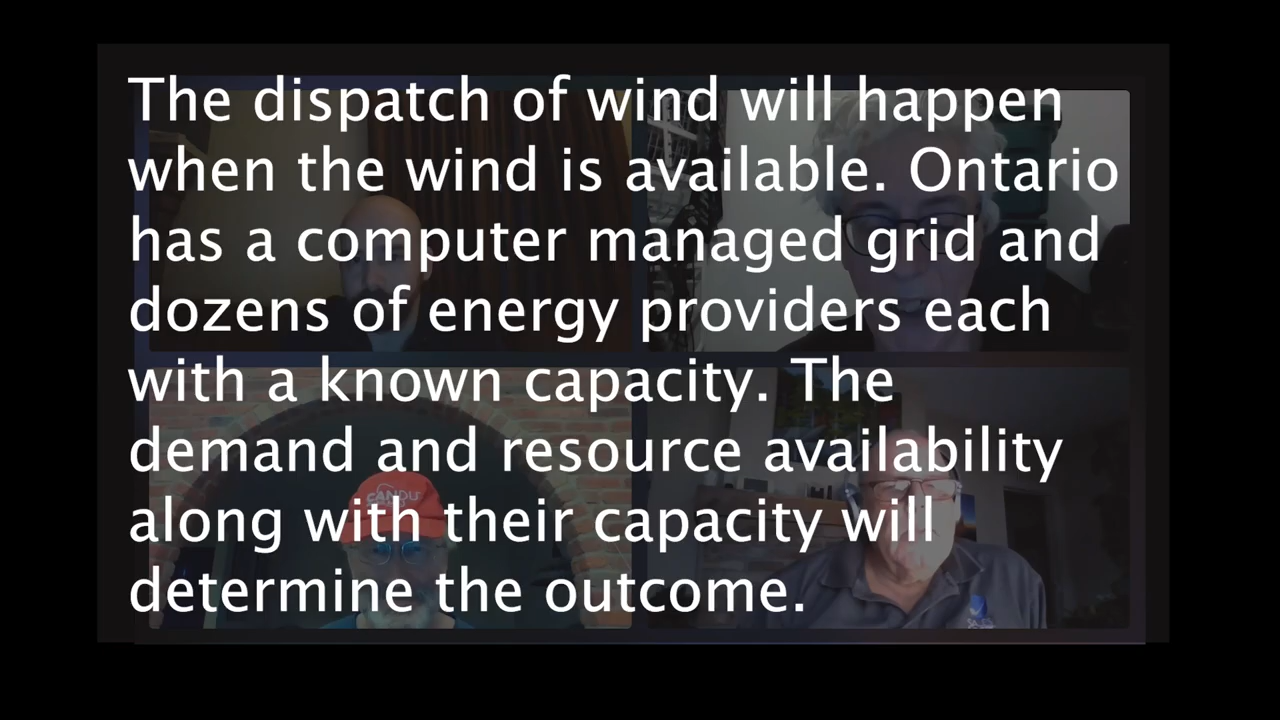 The dispatch of wind will happen
when the wind is available. Ontario
has a computer managed grid and
dozens of energy providers each
with a known capacity. The
demand and resource availability
along with their capacity will
determine the outcome.
CANDU